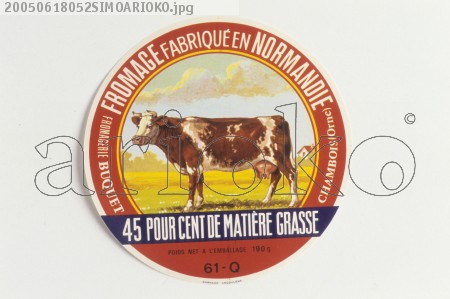 20050618052SIMOARIOKO.jpg
FROMAGE FABRIQUÉ EN NORMANDIE
FROMAGERIE BUQUET
CHAMBOIS (Orne)
arioko ©
45 POUR CENT DE MATIÈRE GRASSE
POIDS NET A L'EMBALLAGE 190 g
61-Q